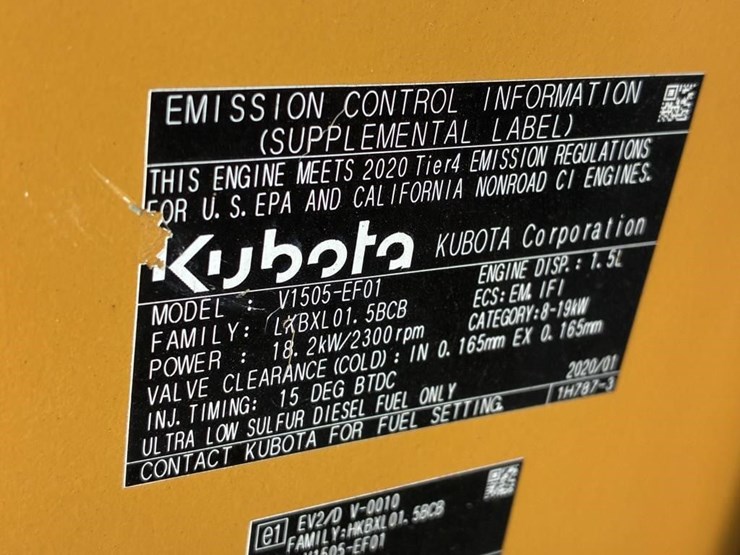 EMISSION CONTROL INFORMATION
(SUPPLEMENTAL LABEL)
THIS ENGINE MEETS 2020 Tier4 EMISSION REGULATIONS
FOR U.S.EPA AND CALIFORNIA NONROAD CI ENGINES.
Kubota KUBOTA Corporation
MODEL : V1505-EF01 ENGINE DISP.: 1.5L
FAMILY: LKBXL01.5BCB ECS: EM, IFI
POWER : 18.2kW/2300rpm CATEGORY:8-19kW
VALVE CLEARANCE (COLD) : IN 0.165mm EX 0.165mm
INJ. TIMING: 15 DEG BTDC
ULTRA LOW SULFUR DIESEL FUEL ONLY 2020/01
CONTACT KUBOTA FOR FUEL SETTING. 1H787-3
e1 EV2/D V-0010
FAMILY:HKBXL01.5BCB
V1505-EF01